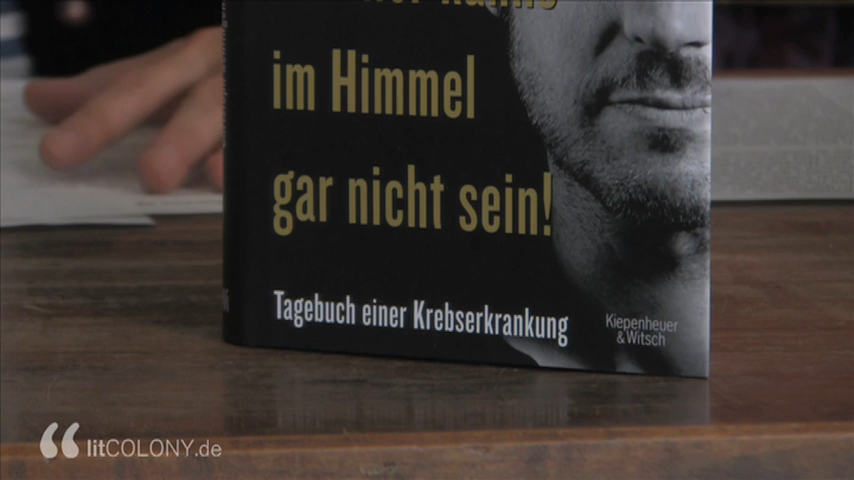 im Himmel
gar nicht sein!
Tagebuch einer Krebserkrankung
Kiepenheuer
& Witsch
litCOLONY.de